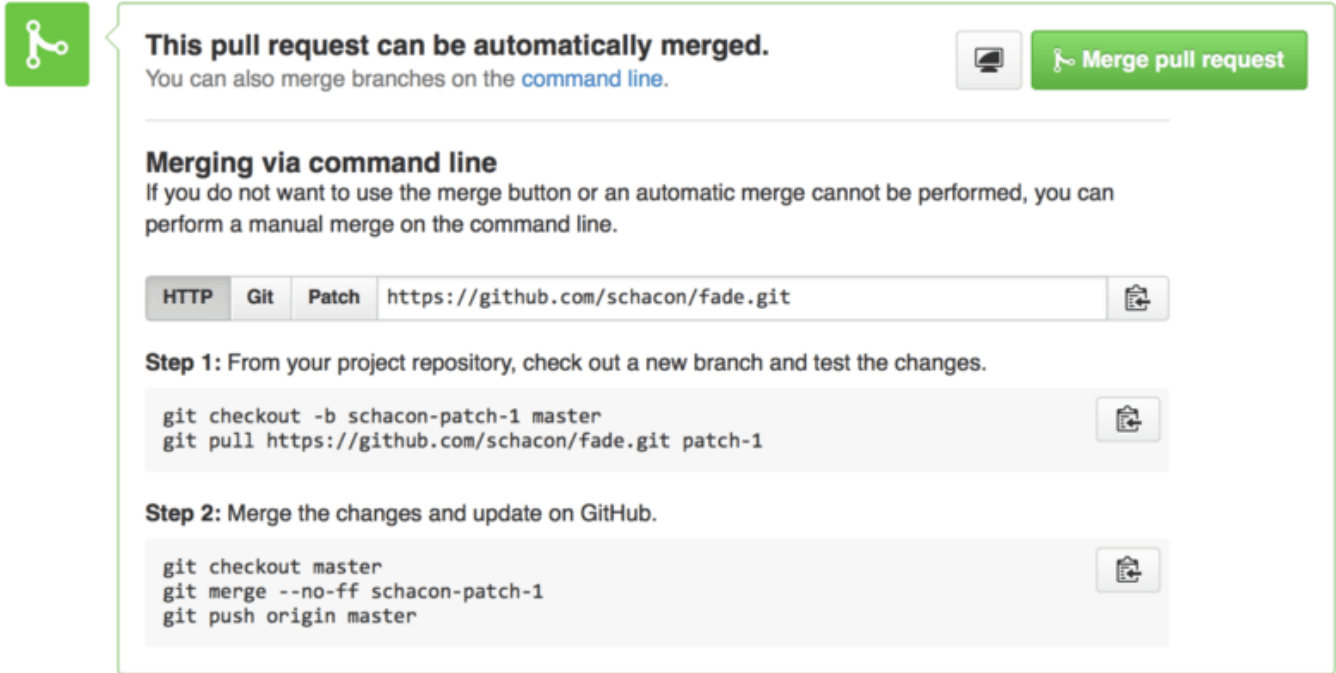 This pull request can be automatically merged.
You can also merge branches on the command line.
Merge pull request
Merging via command line
If you do not want to use the merge button or an automatic merge cannot be performed, you can
perform a manual merge on the command line.
HTTP Git Patch https://github.com/schacon/fade.git
Step 1: From your project repository, check out a new branch and test the changes.
git checkout -b schacon-patch-1 master
git pull https://github.com/schacon/fade.git patch-1
Step 2: Merge the changes and update on GitHub.
git checkout master
git merge --no-ff schacon-patch-1
git push origin master